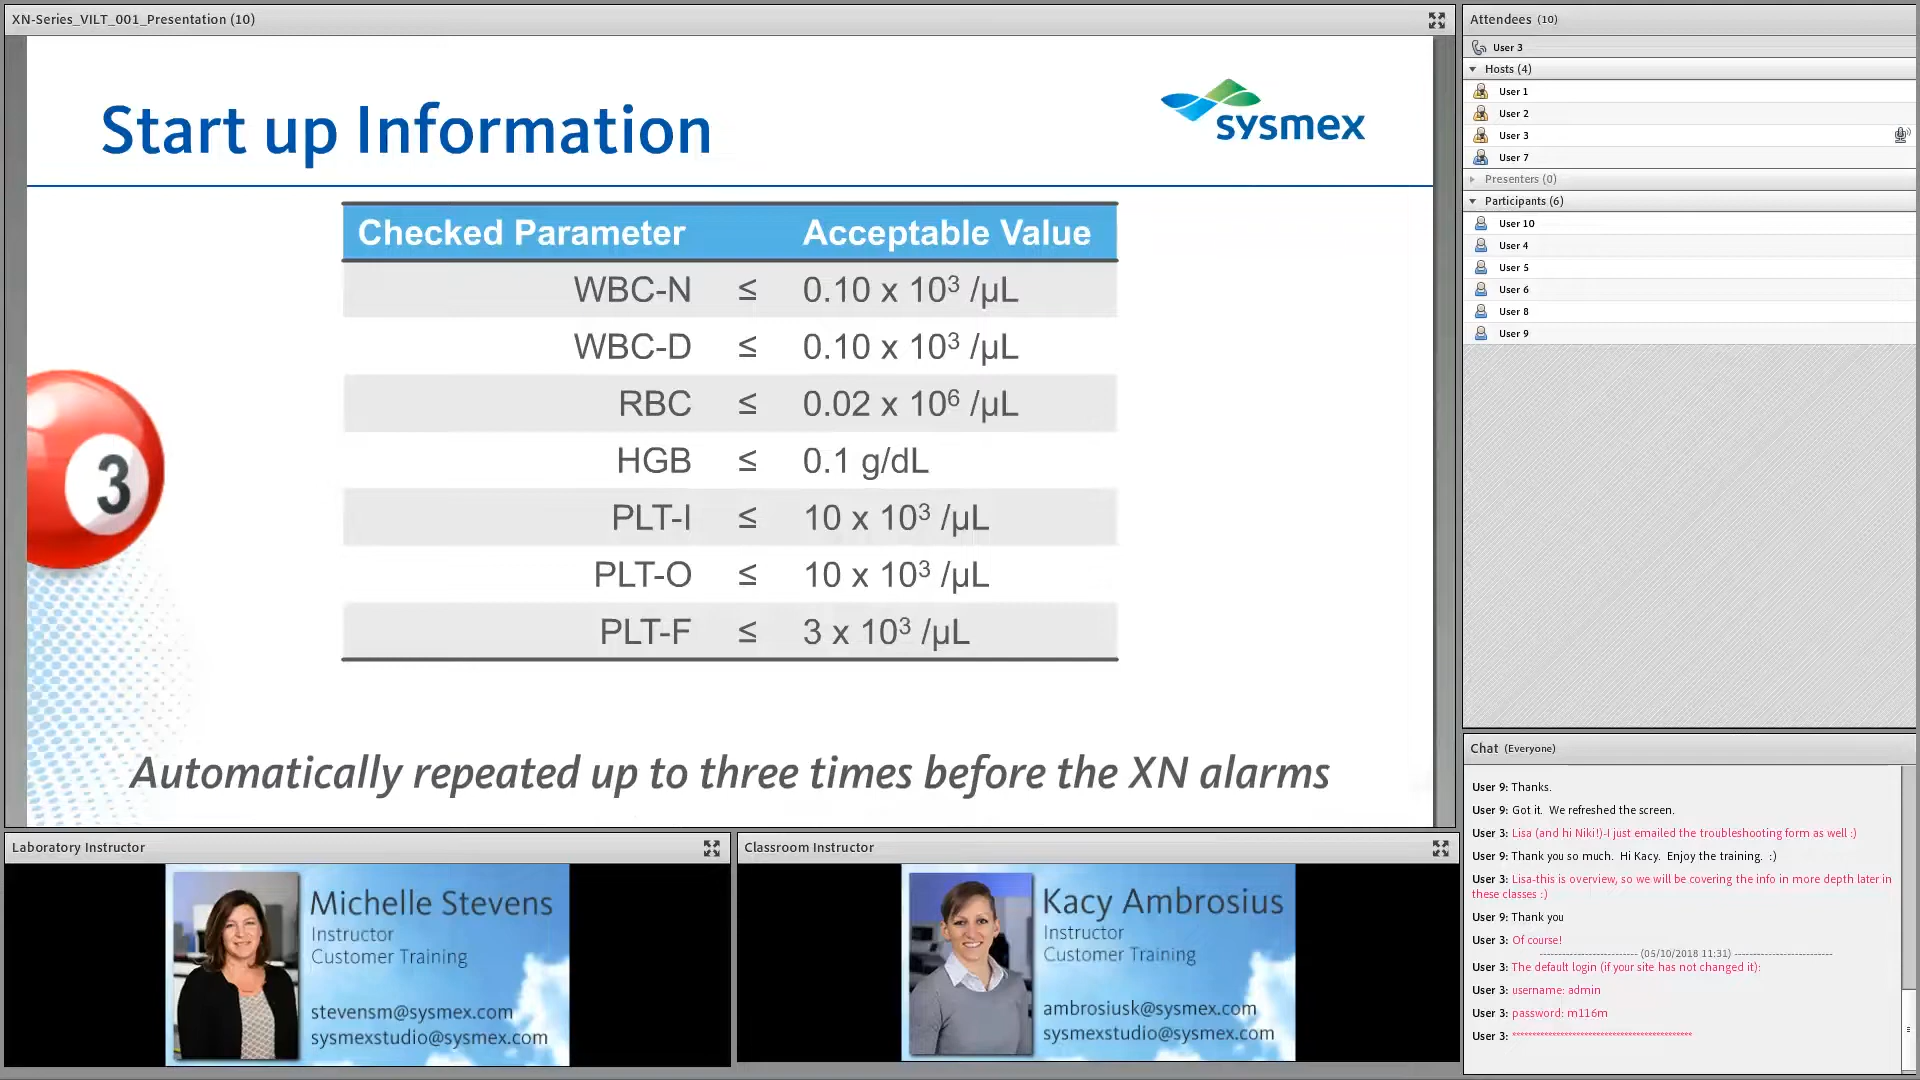 XN-Series_VILT_001_Presentation (10)
Start up Information
sysmex
Checked Parameter Acceptable Value
WBC-N ≤ 0.10 x 10³ /µL
WBC-D ≤ 0.10 x 10³ /µL
RBC ≤ 0.02 x 10⁶ /µL
HGB ≤ 0.1 g/dL
PLT-I ≤ 10 x 10³ /µL
PLT-O ≤ 10 x 10³ /µL
PLT-F ≤ 3 x 10³ /µL
3
Automatically repeated up to three times before the XN alarms
Laboratory Instructor
Michelle Stevens
Instructor
Customer Training
stevensm@sysmex.com
sysmexstudio@sysmex.com
Classroom Instructor
Kacy Ambrosius
Instructor
Customer Training
ambrosiusk@sysmex.com
sysmexstudio@sysmex.com
Attendees (10)
User 3
Hosts (4)
User 1
User 2
User 3
User 7
Presenters (0)
Participants (6)
User 10
User 4
User 5
User 6
User 8
User 9
Chat (Everyone)
User 9: Thanks.
User 9: Got it. We refreshed the screen.
User 3: Lisa (and hi Niki!)-I just emailed the troubleshooting form as well :)
User 9: Thank you so much. Hi Kacy. Enjoy the training. :)
User 3: Lisa-this is overview, so we will be covering the info in more depth later in
these classes :)
User 9: Thank you
User 3: Of course!
-------------------------- (05/10/2018 11:31) --------------------------
User 3: The default login (if your site has not changed it):
User 3: username: admin
User 3: password: m116m
User 3: *********************************************